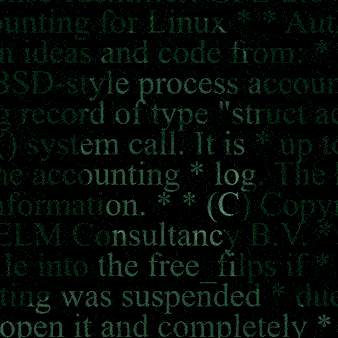 ounting for Linux * * Aut
n ideas and code from: *
BSD-style process accoun
g record of type "struct ac
() system call. It is * up to
he accounting * log. The
nformation. * * (C) Copyr
ELM Consultancy B.V. *
le into the free_filps if *
ting was suspended * due
open it and completely *